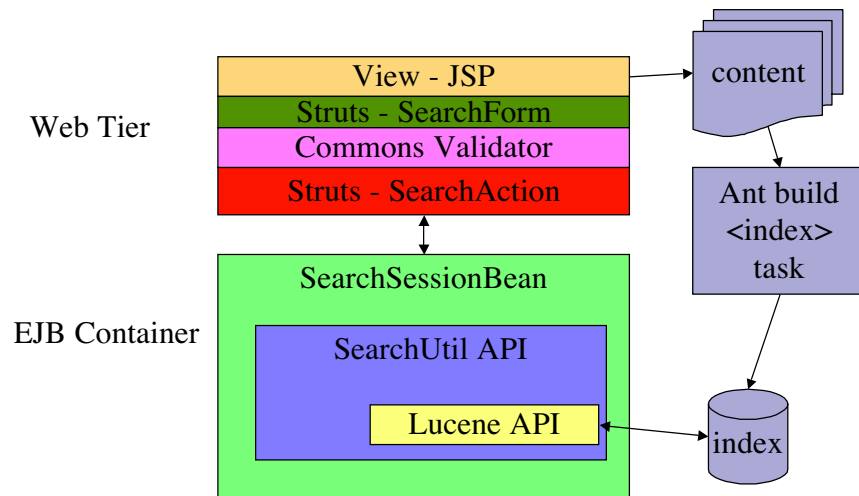 View - JSP
Struts - SearchForm
Commons Validator
Struts - SearchAction
Web Tier
content
Ant build
<index>
task
SearchSessionBean
EJB Container
SearchUtil API
Lucene API
index